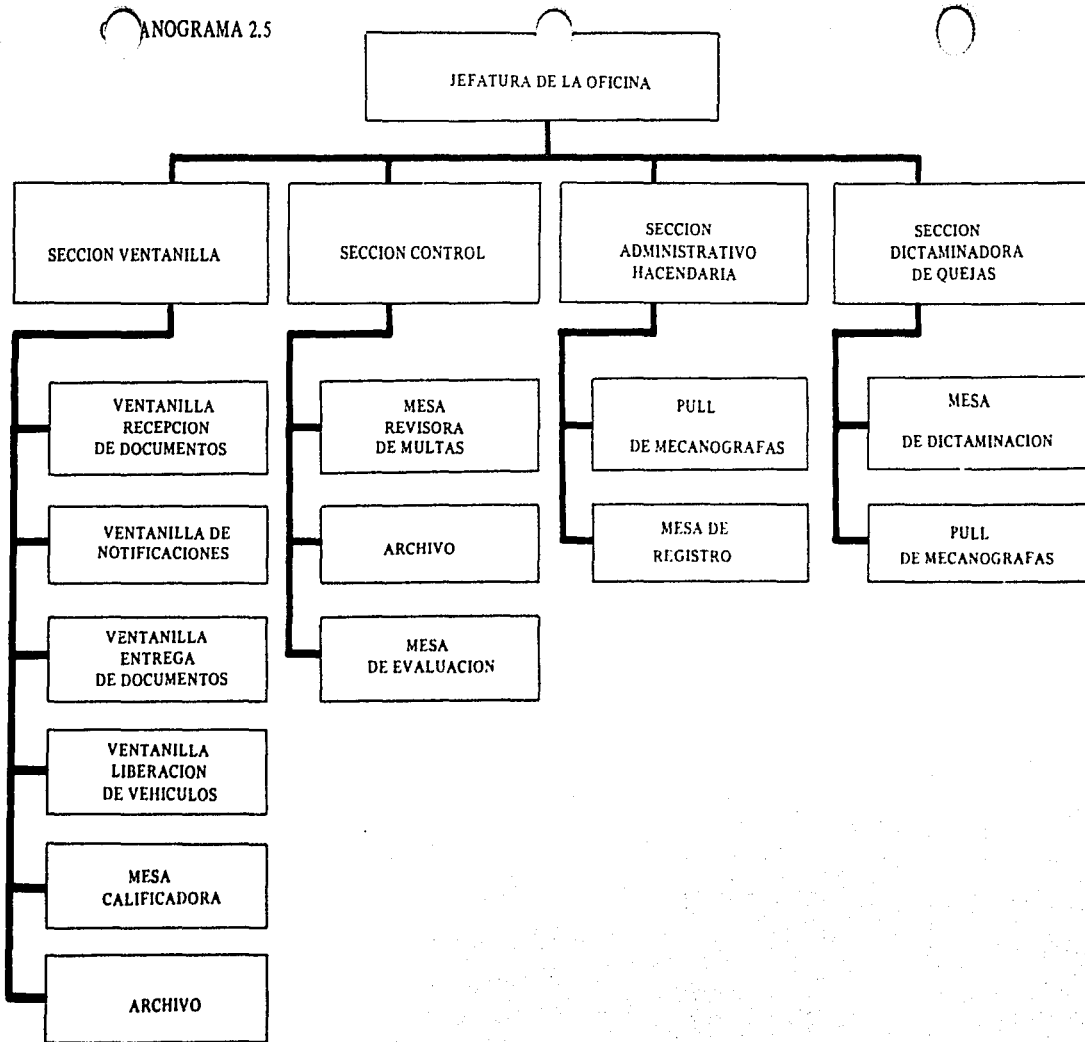 ANOGRAMA 2.5
JEFATURA DE LA OFICINA
SECCION VENTANILLA
SECCION CONTROL
SECCION
ADMINISTRATIVO
HACENDARIA
SECCION
DICTAMINADORA
DE QUEJAS
VENTANILLA
RECEPCION
DE DOCUMENTOS
VENTANILLA DE
NOTIFICACIONES
VENTANILLA
ENTREGA
DE DOCUMENTOS
VENTANILLA
LIBERACION
DE VEHICULOS
MESA
CALIFICADORA
ARCHIVO
MESA
REVISORA
DE MULTAS
ARCHIVO
MESA
DE EVALUACION
PULL
DE MECANOGRAFAS
MESA DE
REGISTRO
MESA
DE DICTAMINACION
PULL
DE MECANOGRAFAS